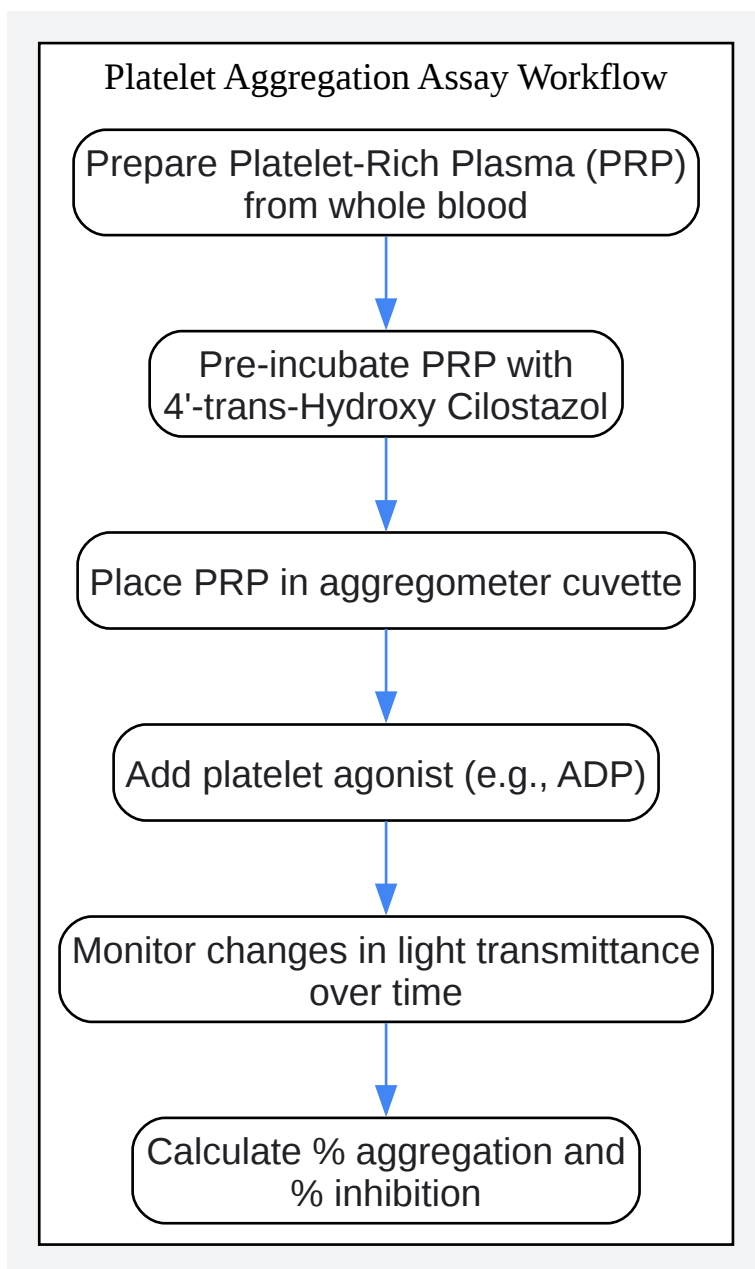 Platelet Aggregation Assay Workflow
Prepare Platelet-Rich Plasma (PRP)
from whole blood
Pre-incubate PRP with
4'-trans-Hydroxy Cilostazol
Place PRP in aggregometer cuvette
Add platelet agonist (e.g., ADP)
Monitor changes in light transmittance
over time
Calculate % aggregation and
% inhibition